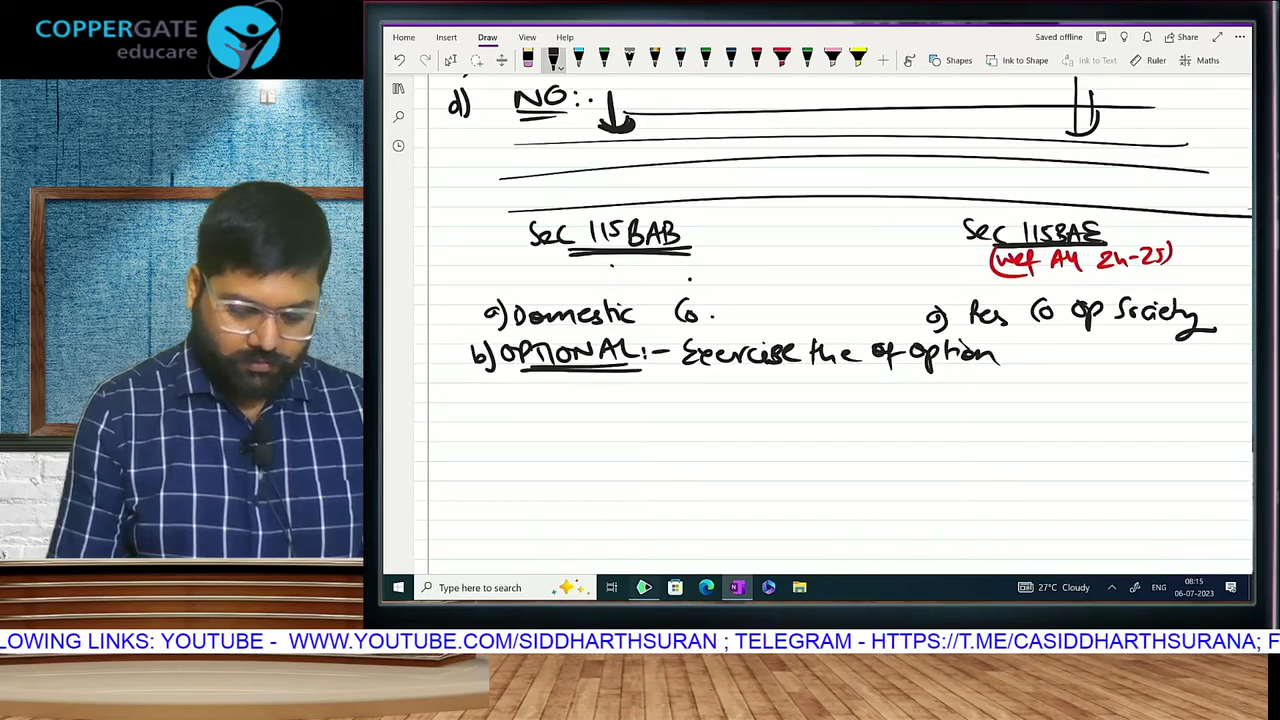 COPPERGATE
educare
Home Insert Draw View Help
Saved offline
Share
Shapes
Ink to Shape
Ink to Text
Ruler
Maths
d) NO:.
Sec 115BAB
Sec 115BAE
(wef AY 24-25)
a) Domestic Co.
a) Res Co Op Society
b) OPTIONAL:- Exercise the of option
Type here to search
27°C Cloudy
ENG
08:15
06-07-2023
LOWING LINKS: YOUTUBE - WWW.YOUTUBE.COM/SIDDHARTHSURAN ; TELEGRAM - HTTPS://T.ME/CASIDDHARTHSURANA; F